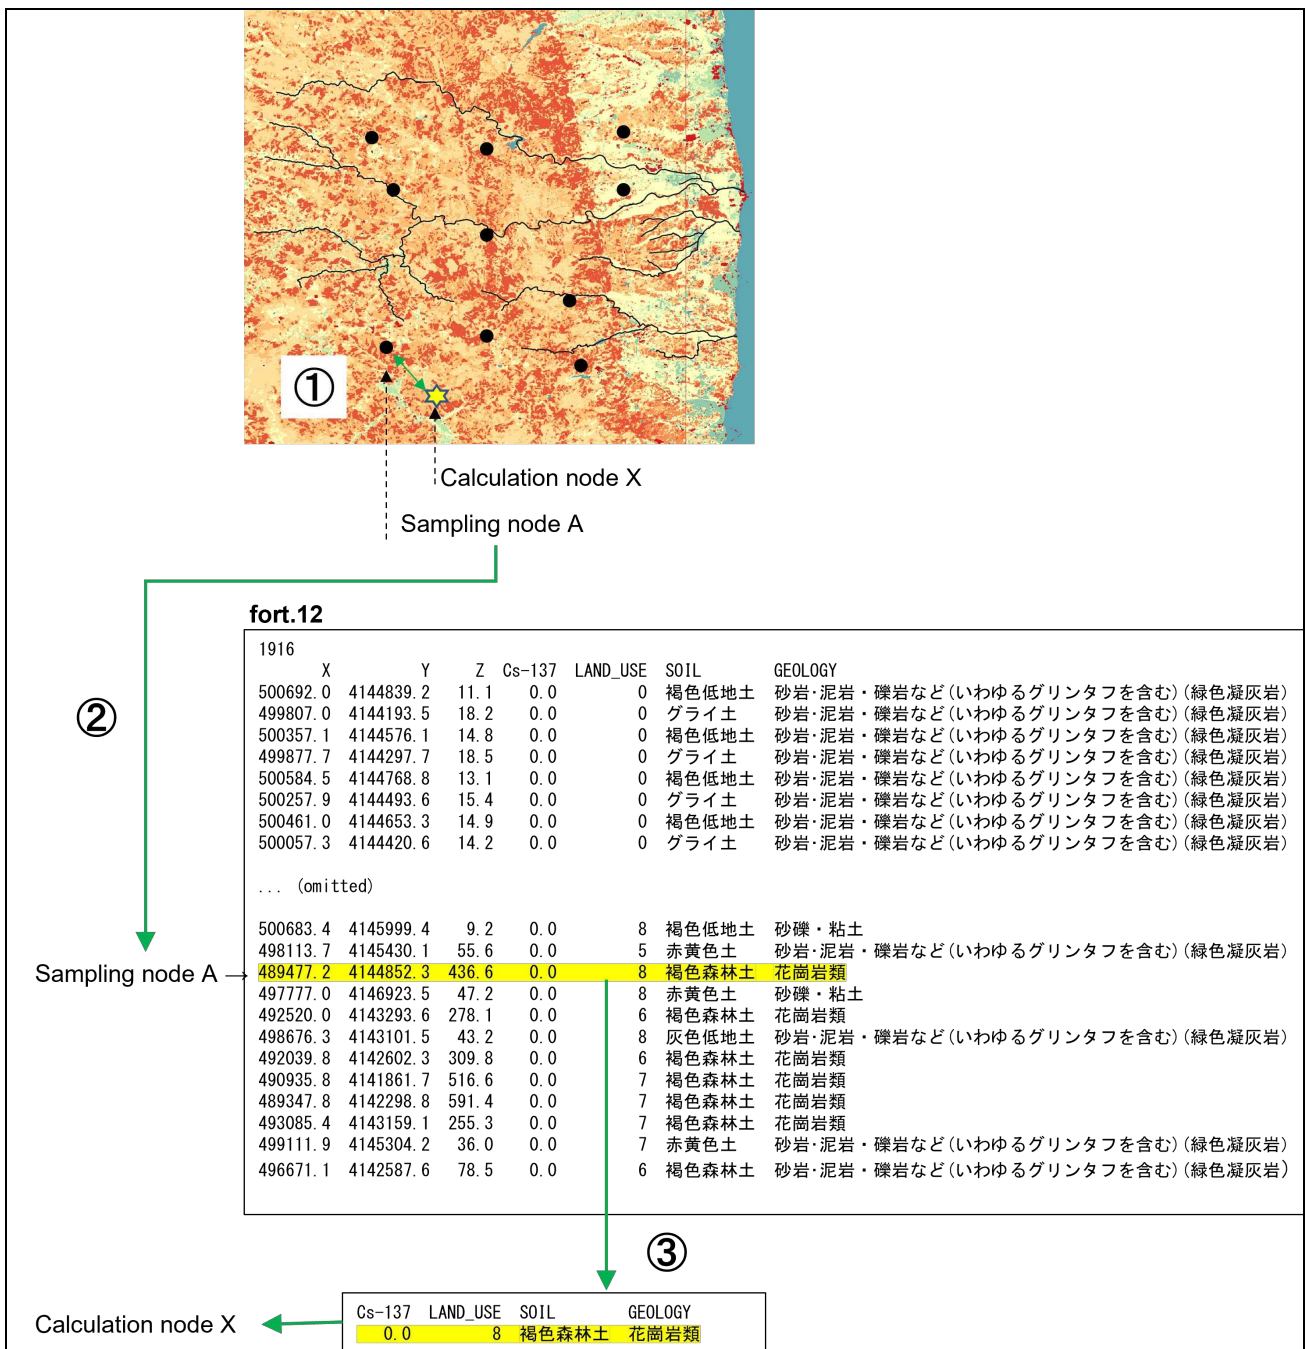 ①
Calculation node X
Sampling node A
fort.12
②
1916
X Y Z Cs-137 LAND_USE SOIL GEOLOGY
500692.0 4144839.2 11.1 0.0 0 褐色低地土 砂岩･泥岩・礫岩など(いわゆるグリンタフを含む)(緑色凝灰岩)
499807.0 4144193.5 18.2 0.0 0 グライ土 砂岩･泥岩・礫岩など(いわゆるグリンタフを含む)(緑色凝灰岩)
500357.1 4144576.1 14.8 0.0 0 褐色低地土 砂岩･泥岩・礫岩など(いわゆるグリンタフを含む)(緑色凝灰岩)
499877.7 4144297.7 18.5 0.0 0 グライ土 砂岩･泥岩・礫岩など(いわゆるグリンタフを含む)(緑色凝灰岩)
500584.5 4144768.8 13.1 0.0 0 褐色低地土 砂岩･泥岩・礫岩など(いわゆるグリンタフを含む)(緑色凝灰岩)
500257.9 4144493.6 15.4 0.0 0 グライ土 砂岩･泥岩・礫岩など(いわゆるグリンタフを含む)(緑色凝灰岩)
500461.0 4144653.3 14.9 0.0 0 褐色低地土 砂岩･泥岩・礫岩など(いわゆるグリンタフを含む)(緑色凝灰岩)
500057.3 4144420.6 14.2 0.0 0 グライ土 砂岩･泥岩・礫岩など(いわゆるグリンタフを含む)(緑色凝灰岩)
... (omitted)
500683.4 4145999.4 9.2 0.0 8 褐色低地土 砂礫・粘土
498113.7 4145430.1 55.6 0.0 5 赤黄色土 砂岩･泥岩・礫岩など(いわゆるグリンタフを含む)(緑色凝灰岩)
Sampling node A → 489477.2 4144852.3 436.6 0.0 8 褐色森林土 花崗岩類
497777.0 4146923.5 47.2 0.0 8 赤黄色土 砂礫・粘土
492520.0 4143293.6 278.1 0.0 6 褐色森林土 花崗岩類
498676.3 4143101.5 43.2 0.0 8 灰色低地土 砂岩･泥岩・礫岩など(いわゆるグリンタフを含む)(緑色凝灰岩)
492039.8 4142602.3 309.8 0.0 6 褐色森林土 花崗岩類
490935.8 4141861.7 516.6 0.0 7 褐色森林土 花崗岩類
489347.8 4142298.8 591.4 0.0 7 褐色森林土 花崗岩類
493085.4 4143159.1 255.3 0.0 7 褐色森林土 花崗岩類
499111.9 4145304.2 36.0 0.0 7 赤黄色土 砂岩･泥岩・礫岩など(いわゆるグリンタフを含む)(緑色凝灰岩)
496671.1 4142587.6 78.5 0.0 6 褐色森林土 砂岩･泥岩・礫岩など(いわゆるグリンタフを含む)(緑色凝灰岩)
③
Cs-137 LAND_USE SOIL GEOLOGY
Calculation node X
0.0 8 褐色森林土 花崗岩類